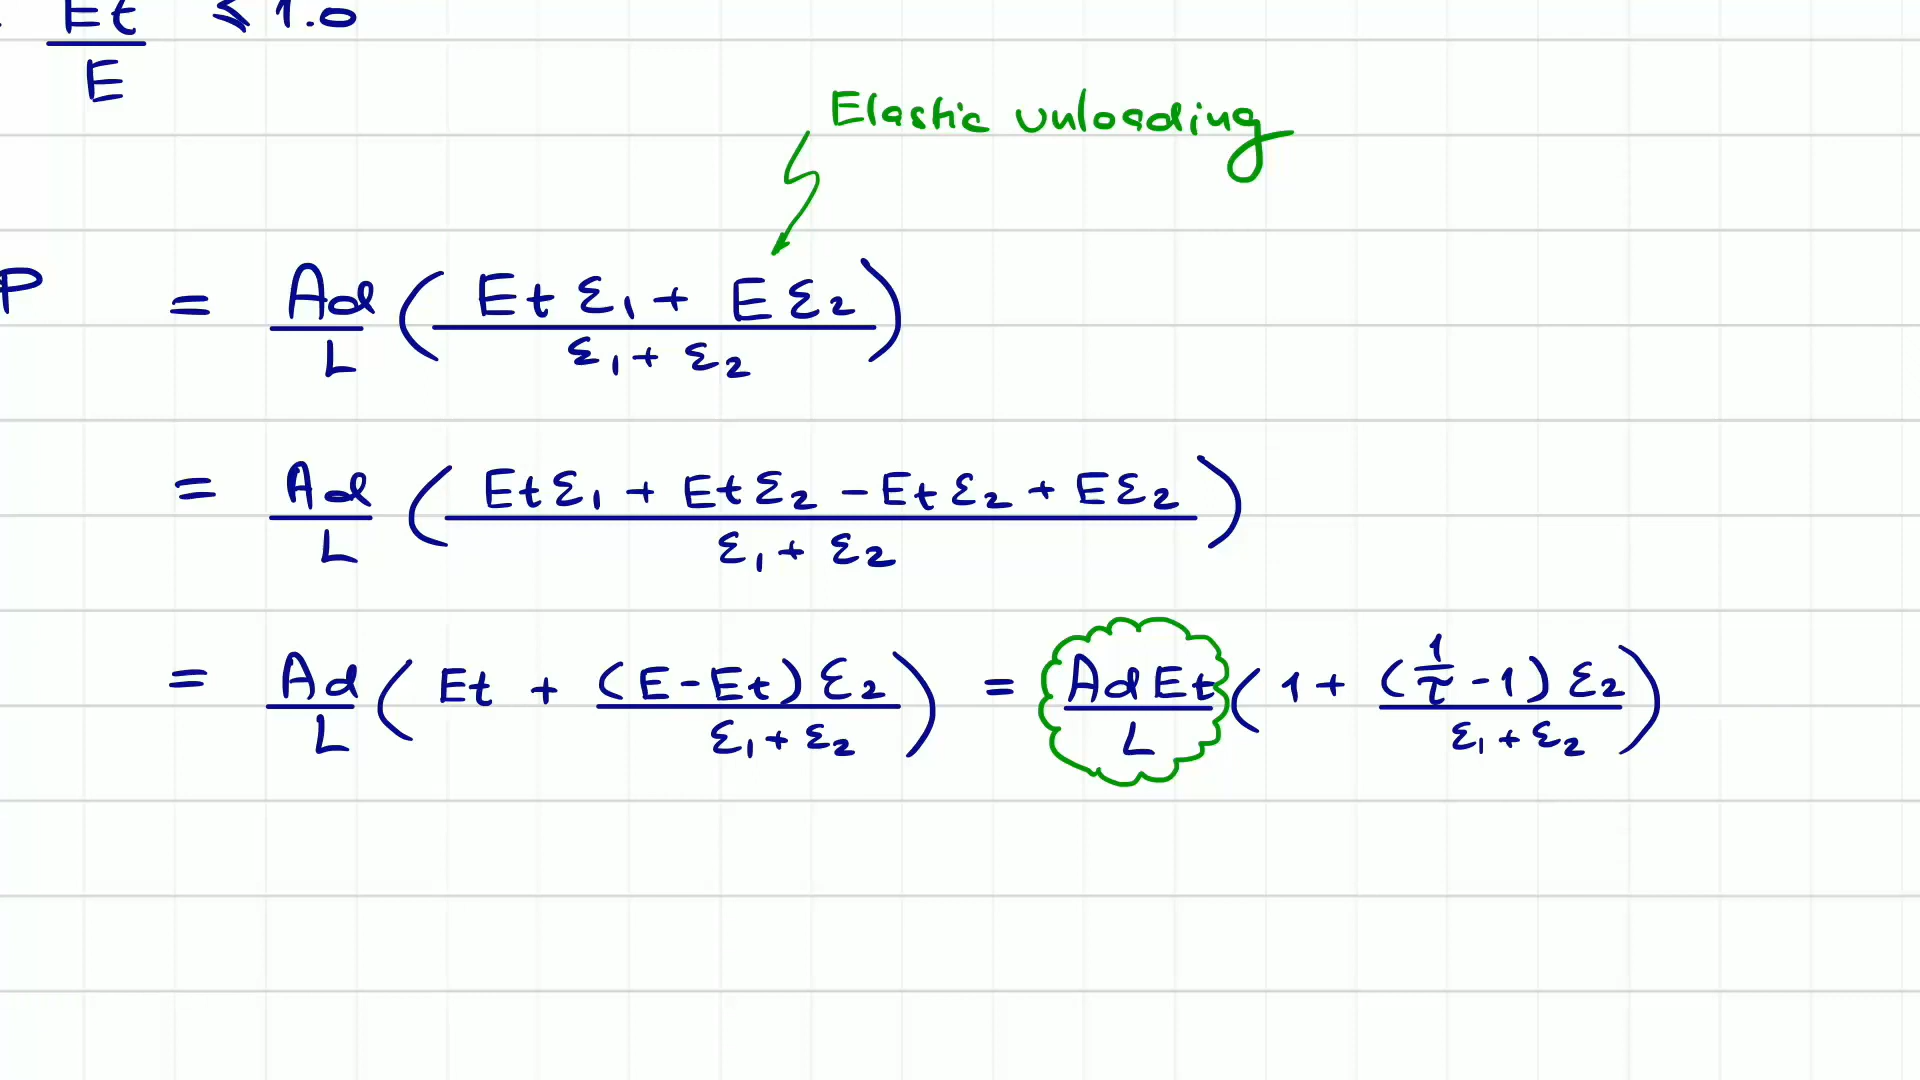 Et/E ≤ 1.0
Elastic unloading
P = Ad/L ( (Et ε1 + E ε2) / (ε1 + ε2) )
= Ad/L ( (Et ε1 + Et ε2 - Et ε2 + E ε2) / (ε1 + ε2) )
= Ad/L ( Et + (E - Et) ε2 / (ε1 + ε2) ) = Ad Et/L ( 1 + (1/τ - 1) ε2 / (ε1 + ε2) )